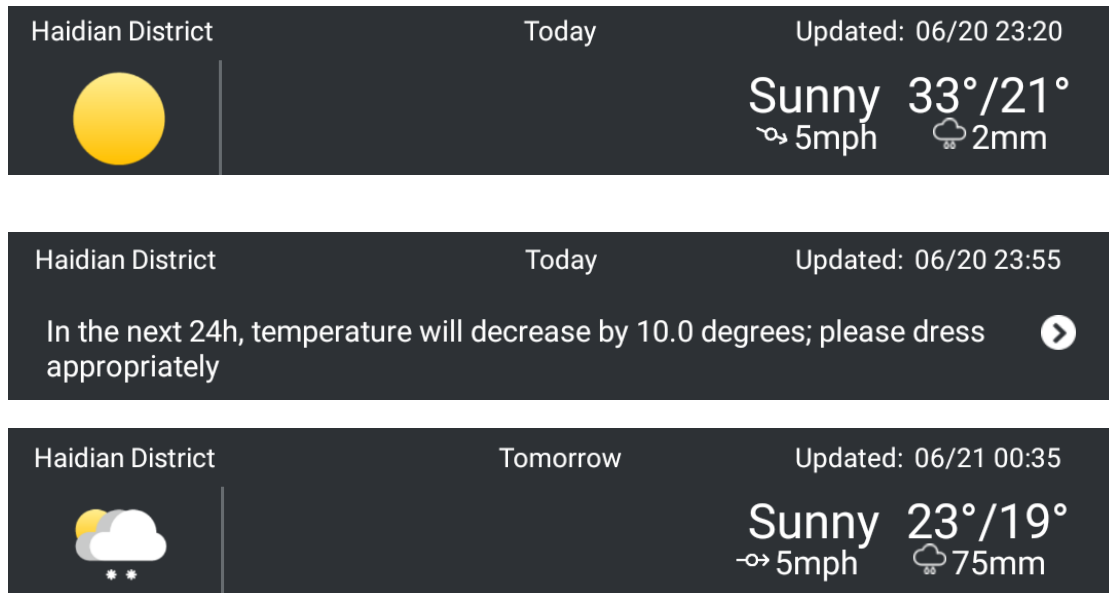 Haidian District Today Updated: 06/20 23:20
Sunny 33°/21°
5mph 2mm
Haidian District Today Updated: 06/20 23:55
In the next 24h, temperature will decrease by 10.0 degrees; please dress
appropriately
Haidian District Tomorrow Updated: 06/21 00:35
Sunny 23°/19°
5mph 75mm